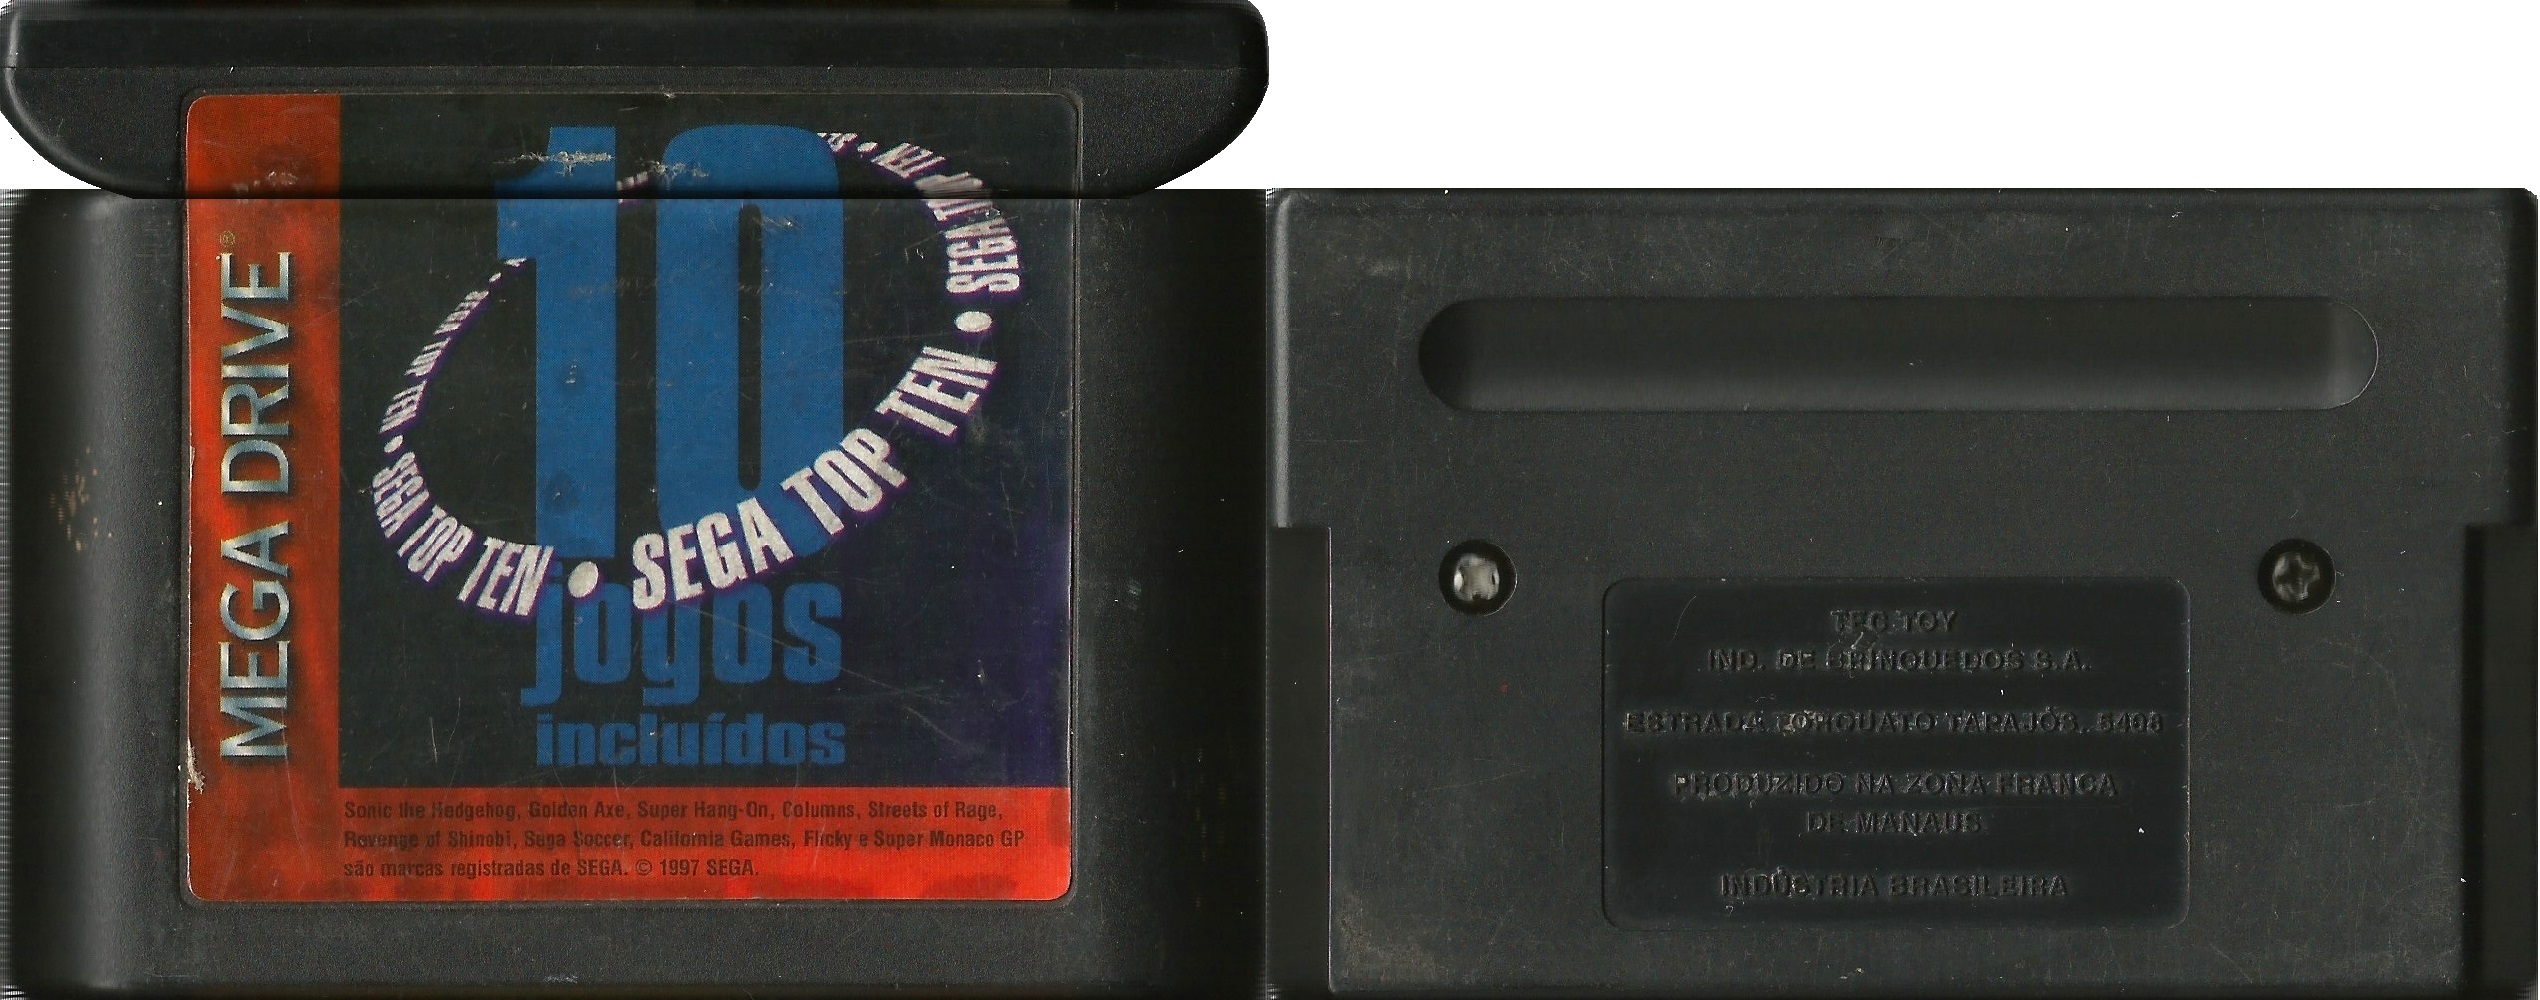 MEGA DRIVE®
10
jogos
incluídos
SEGA TOP TEN • SEGA TOP TEN • SEGA TOP TEN • SEGA TOP TEN •
Sonic the Hedgehog, Golden Axe, Super Hang-On, Columns, Streets of Rage,
Revenge of Shinobi, Sega Soccer, California Games, Flicky e Super Monaco GP
são marcas registradas de SEGA. © 1997 SEGA.
TEC TOY
IND. DE BRINQUEDOS S.A.
ESTRADA TORQUATO TAPAJÓS, 5408
PRODUZIDO NA ZONA FRANCA
DE MANAUS
INDÚSTRIA BRASILEIRA